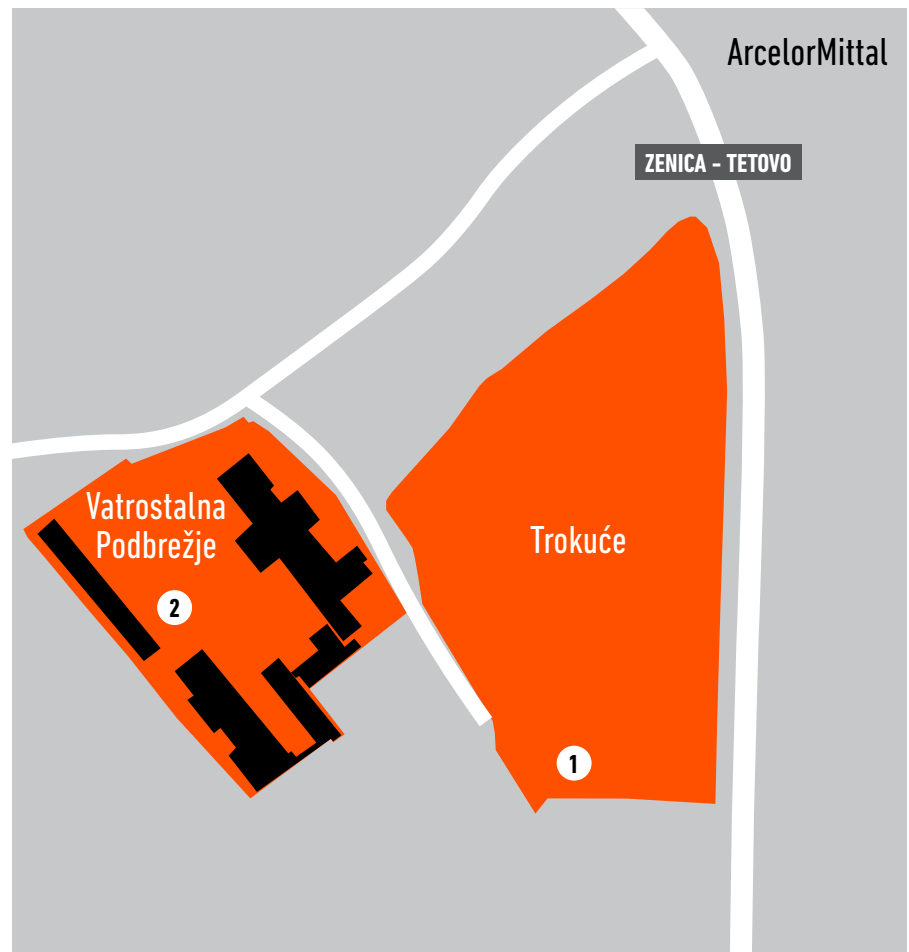 ArcelorMittal
ZENICA - TETOVO
Vatrostalna
Podbrežje
2
Trokuće
1